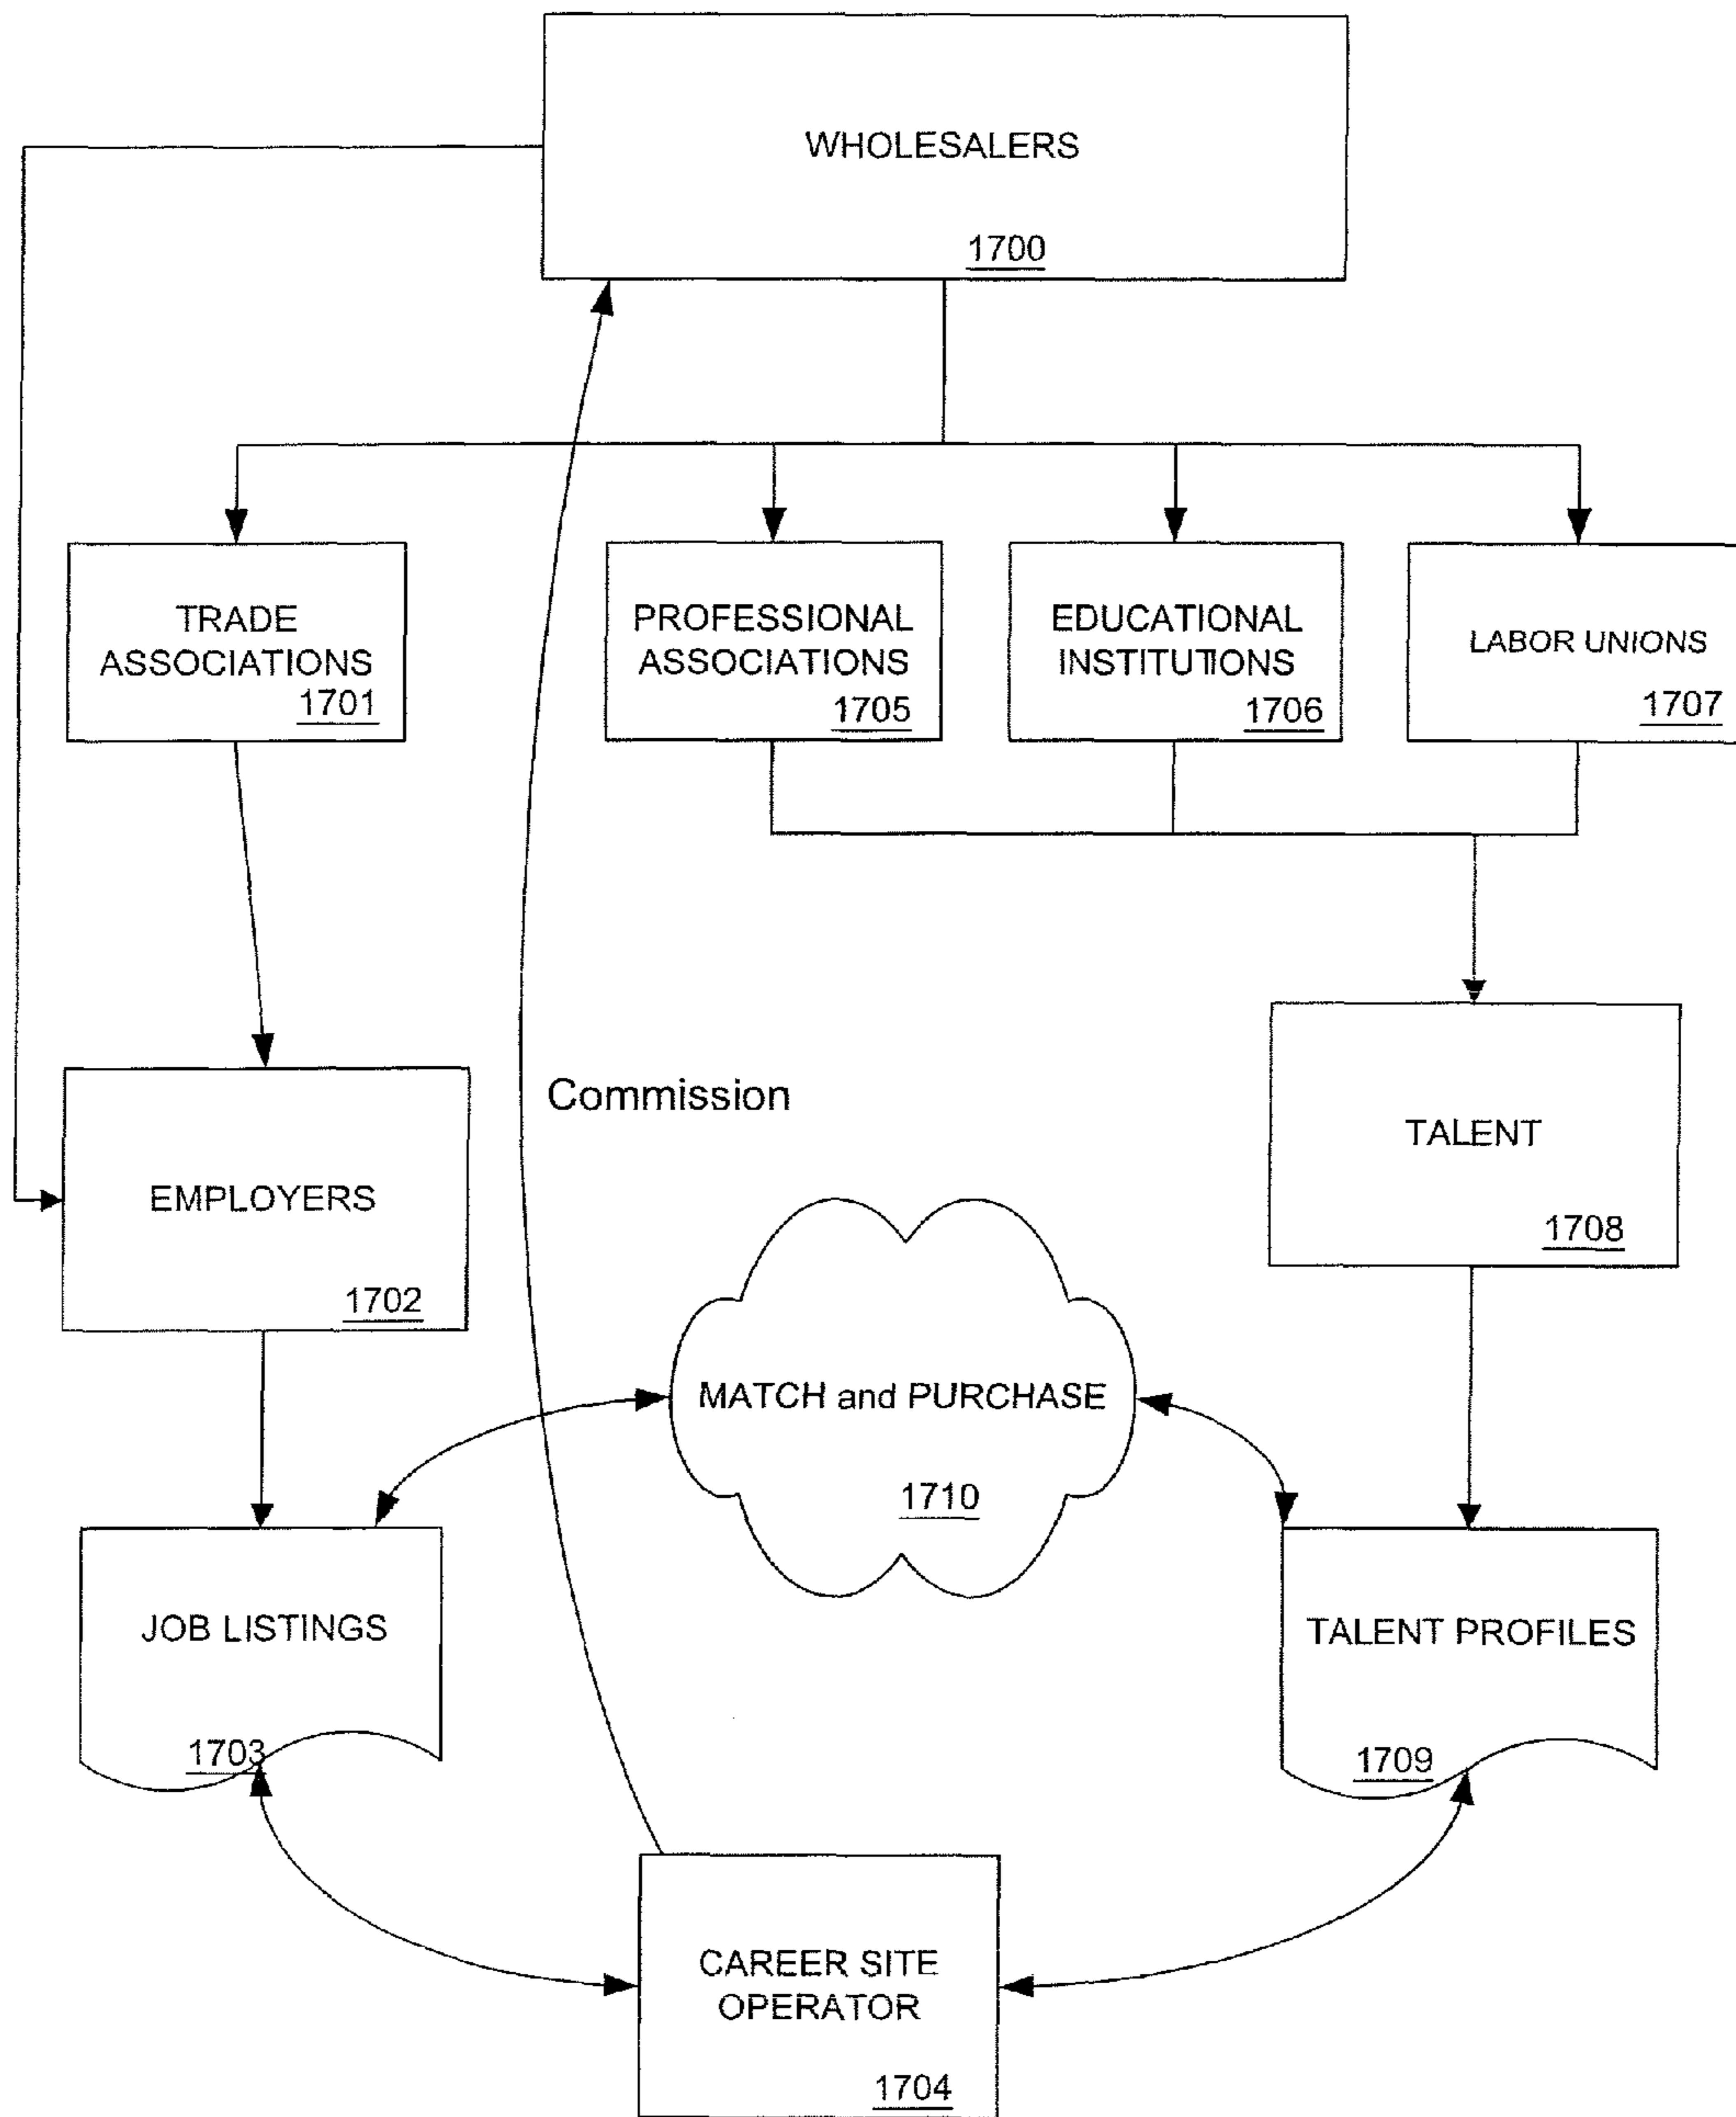 WHOLESALERS
1700
TRADE
ASSOCIATIONS
1701
PROFESSIONAL
ASSOCIATIONS
1705
EDUCATIONAL
INSTITUTIONS
1706
LABOR UNIONS
1707
Commission
EMPLOYERS
1702
TALENT
1708
MATCH and PURCHASE
1710
JOB LISTINGS
1703
TALENT PROFILES
1709
CAREER SITE
OPERATOR
1704